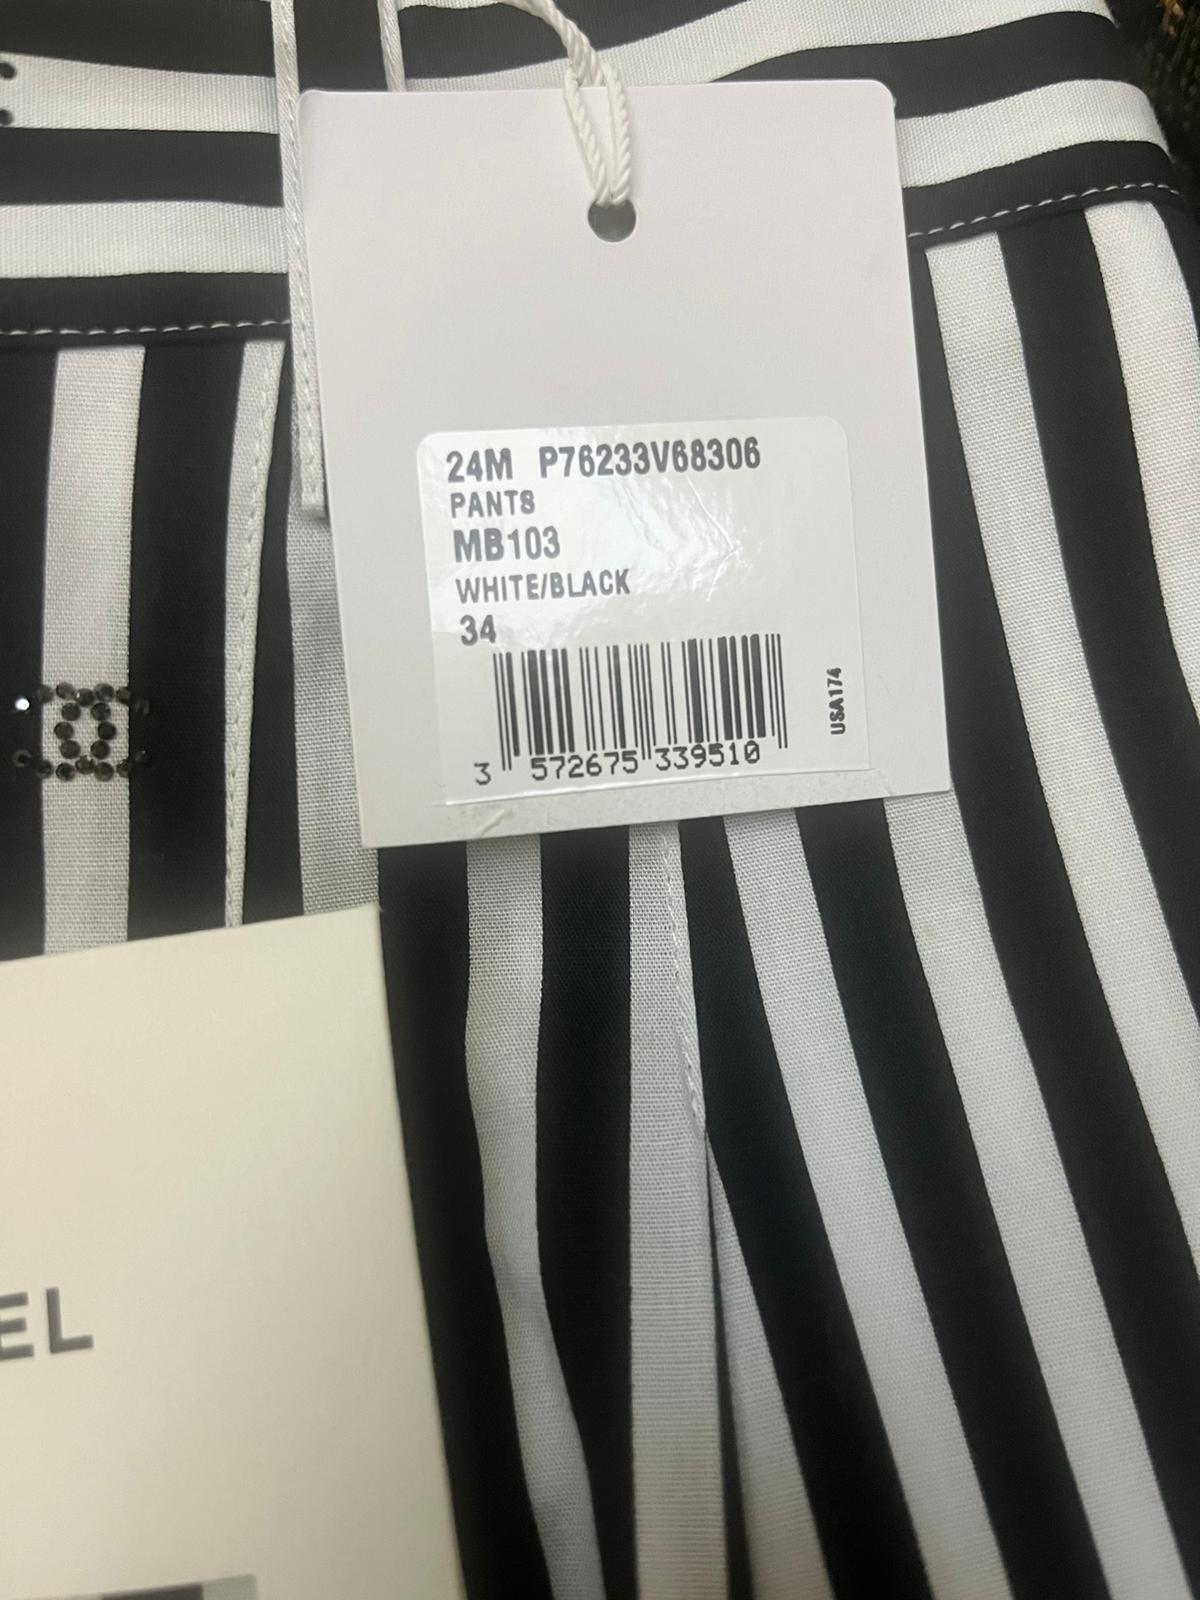 24M P76233V68306
PANTS
MB103
WHITE/BLACK
34
3 572675 339510
USA174
EL